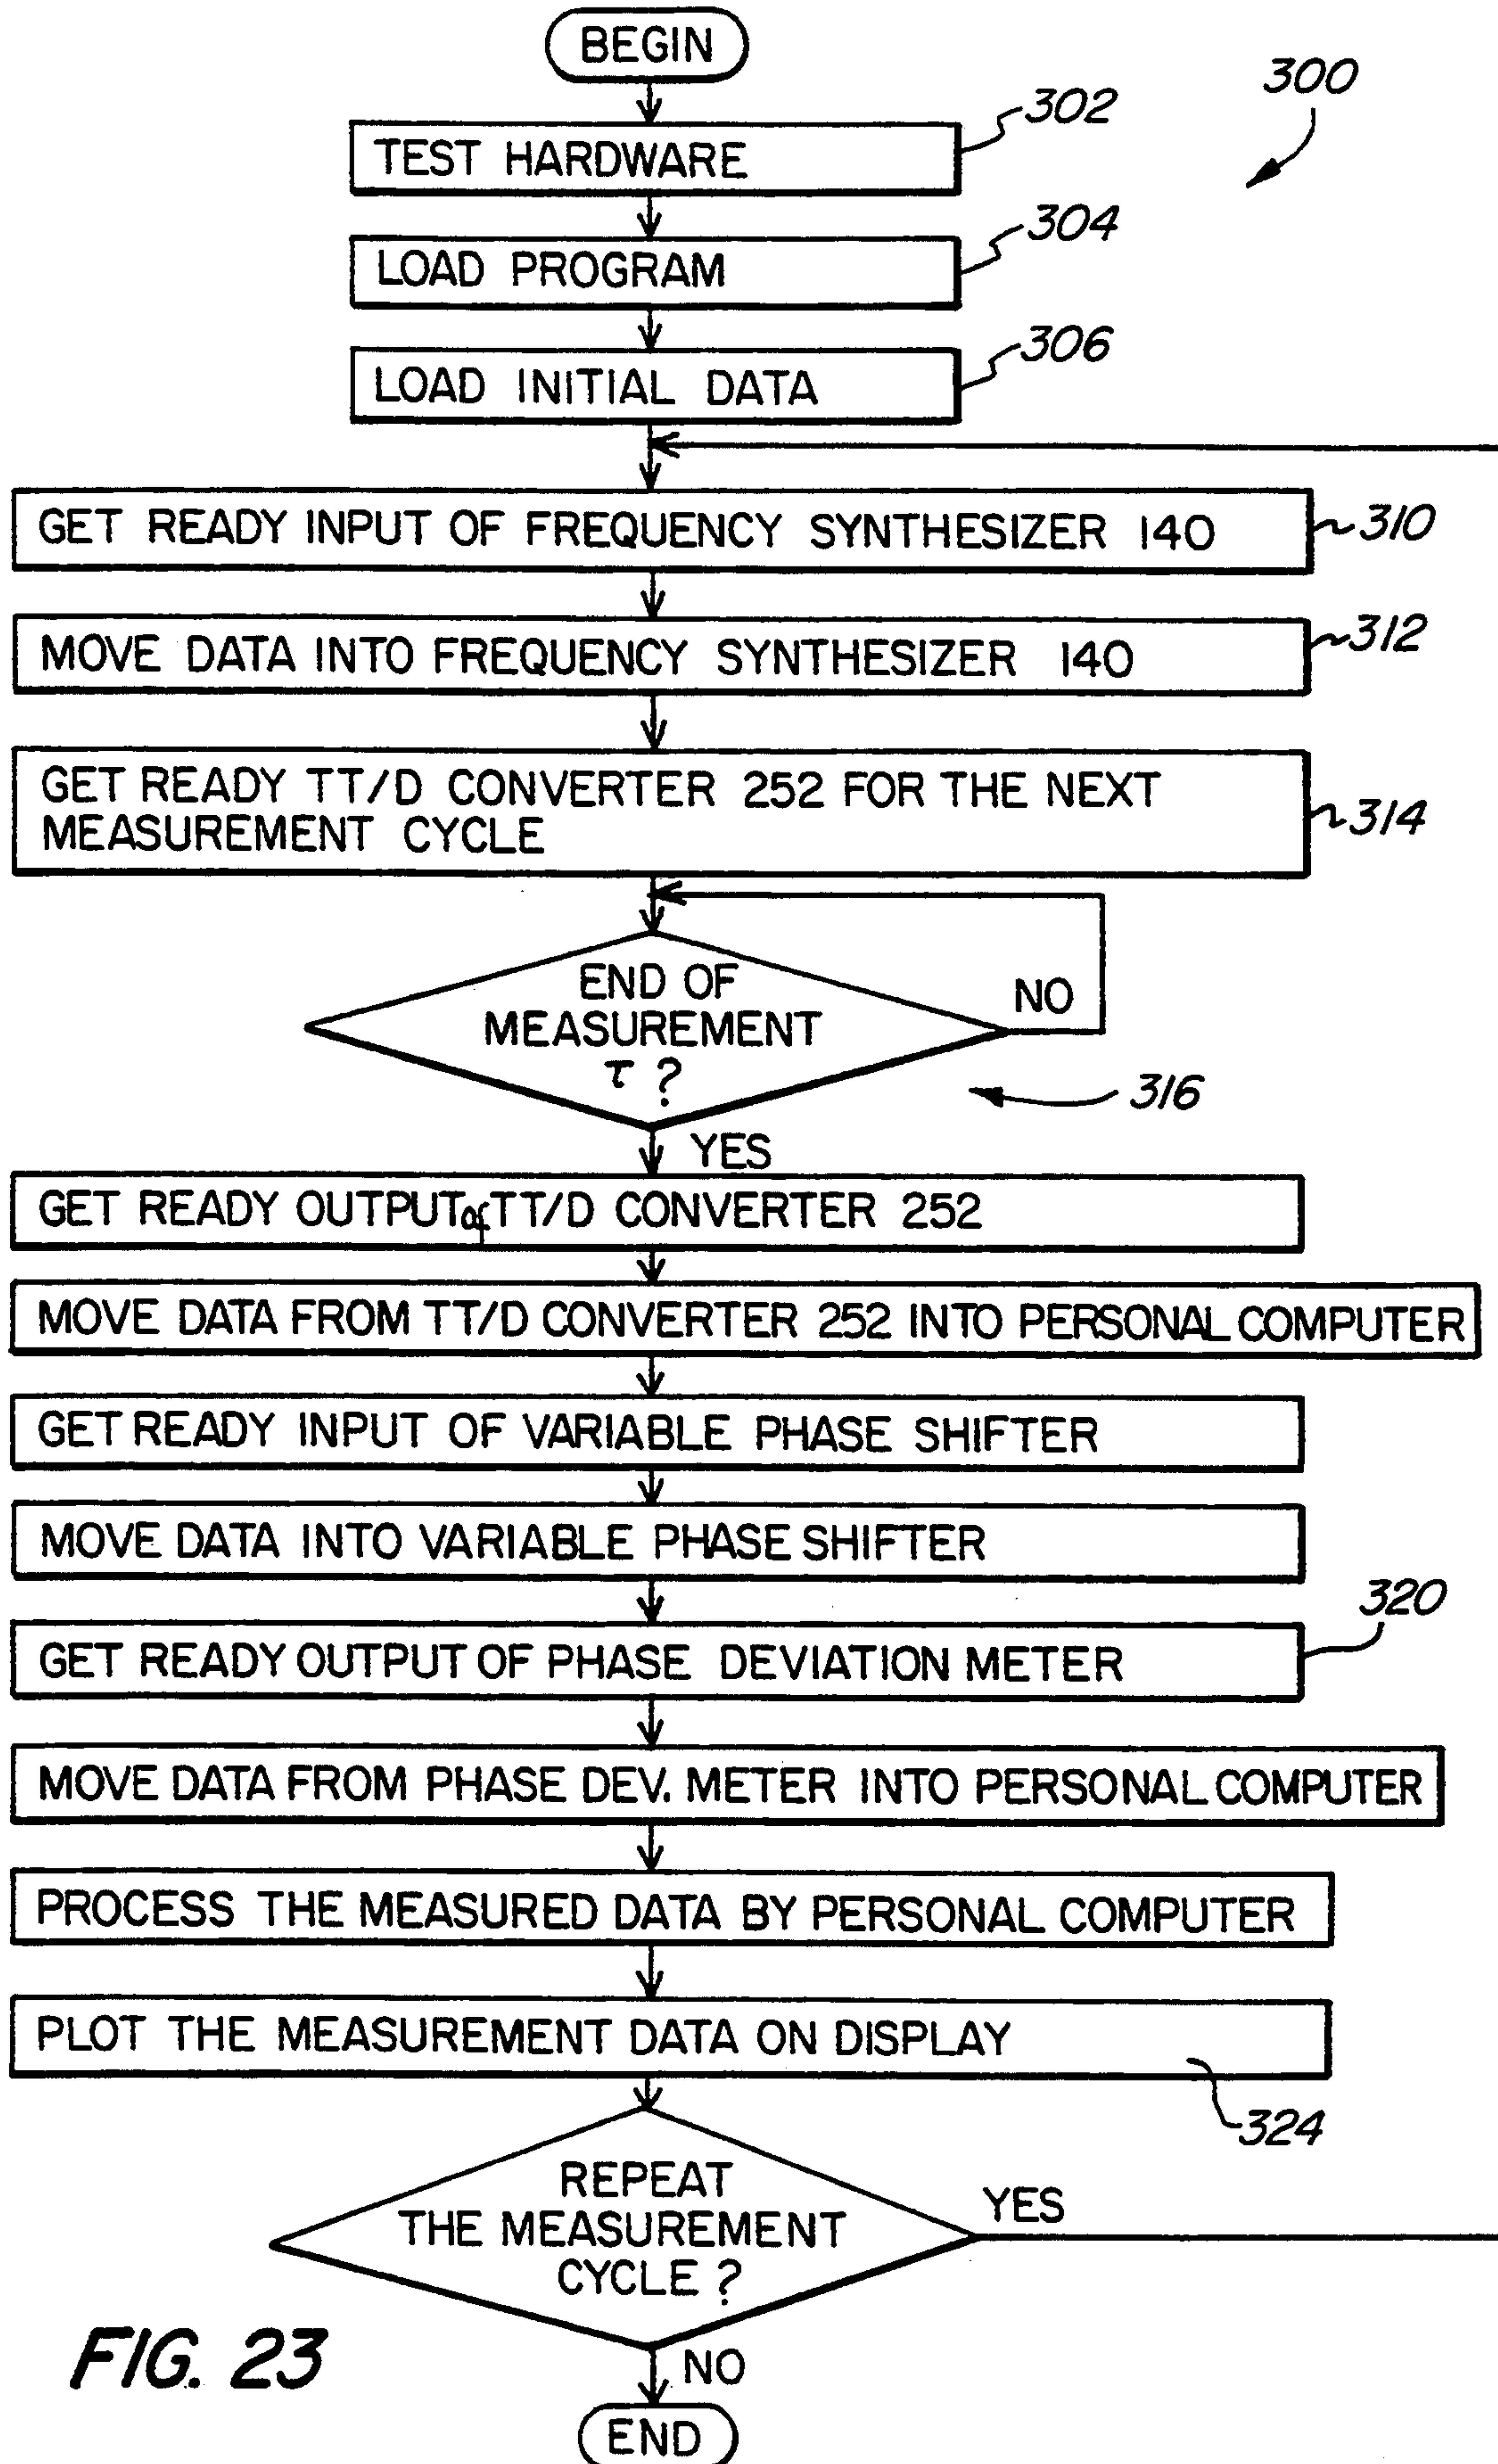 BEGIN
300
302
TEST HARDWARE
304
LOAD PROGRAM
306
LOAD INITIAL DATA
GET READY INPUT OF FREQUENCY SYNTHESIZER 140
310
MOVE DATA INTO FREQUENCY SYNTHESIZER 140
312
GET READY TT/D CONVERTER 252 FOR THE NEXT
MEASUREMENT CYCLE
314
END OF
MEASUREMENT
τ ?
NO
316
YES
GET READY OUTPUT of TT/D CONVERTER 252
MOVE DATA FROM TT/D CONVERTER 252 INTO PERSONAL COMPUTER
GET READY INPUT OF VARIABLE PHASE SHIFTER
MOVE DATA INTO VARIABLE PHASE SHIFTER
320
GET READY OUTPUT OF PHASE DEVIATION METER
MOVE DATA FROM PHASE DEV. METER INTO PERSONAL COMPUTER
PROCESS THE MEASURED DATA BY PERSONAL COMPUTER
PLOT THE MEASUREMENT DATA ON DISPLAY
324
REPEAT
THE MEASUREMENT
CYCLE ?
YES
NO
END
FIG. 23